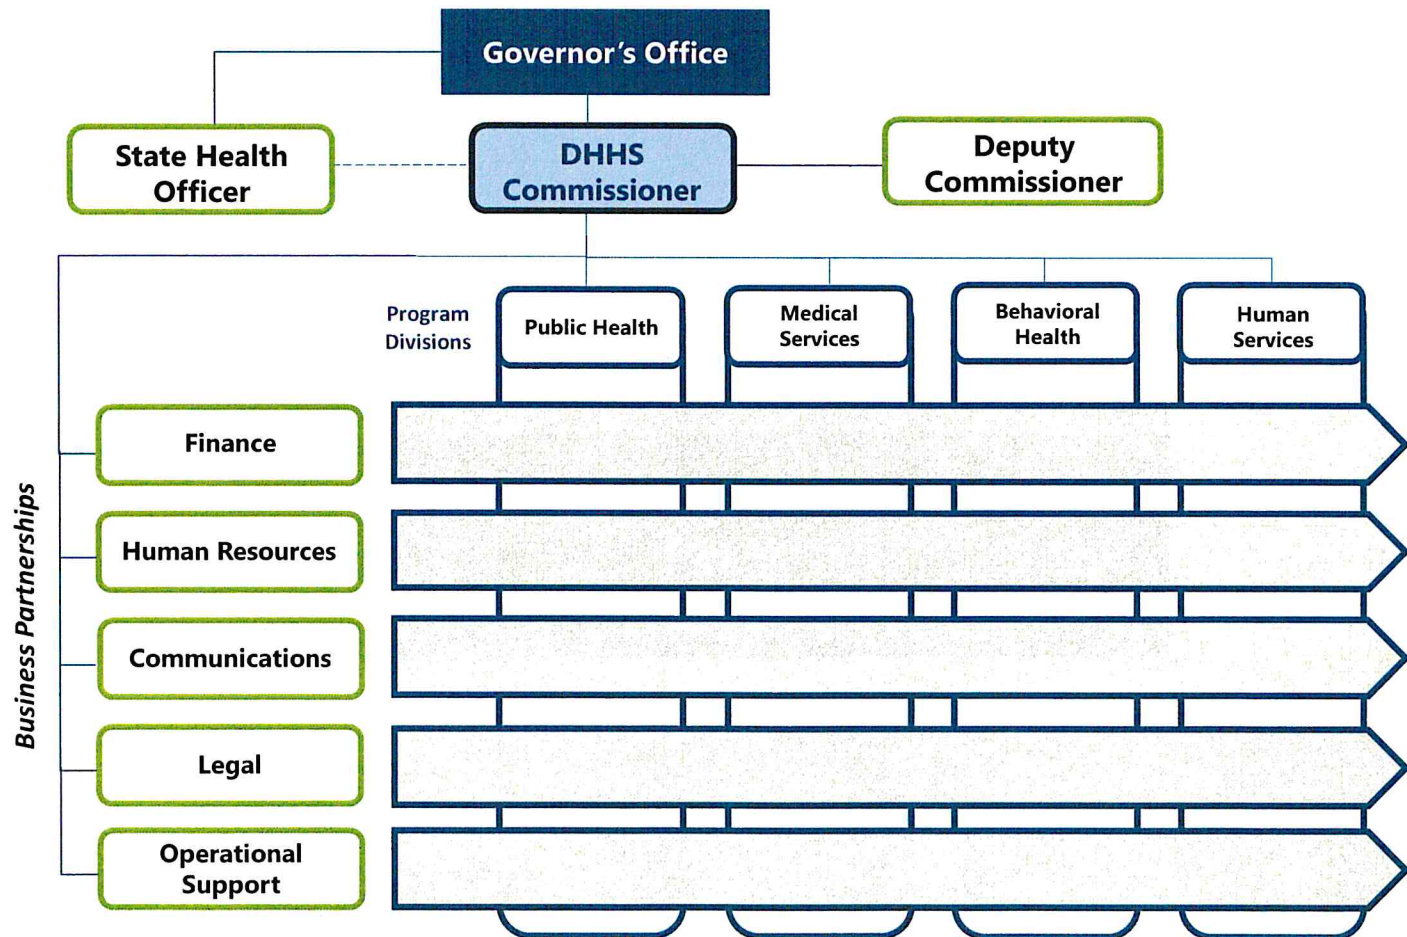 Governor's Office
State Health
Officer
DHHS
Commissioner
Deputy
Commissioner
Program
Divisions
Public Health
Medical
Services
Behavioral
Health
Human
Services
Business Partnerships
Finance
Human Resources
Communications
Legal
Operational
Support